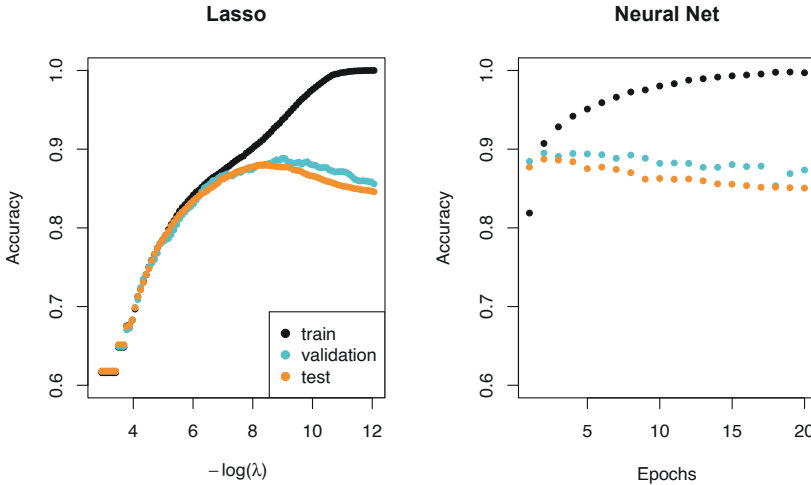 Lasso
Neural Net
Accuracy
1.0
0.9
0.8
0.7
0.6
train
validation
test
4 6 8 10 12
− log(λ)
Accuracy
1.0
0.9
0.8
0.7
0.6
5 10 15 20
Epochs